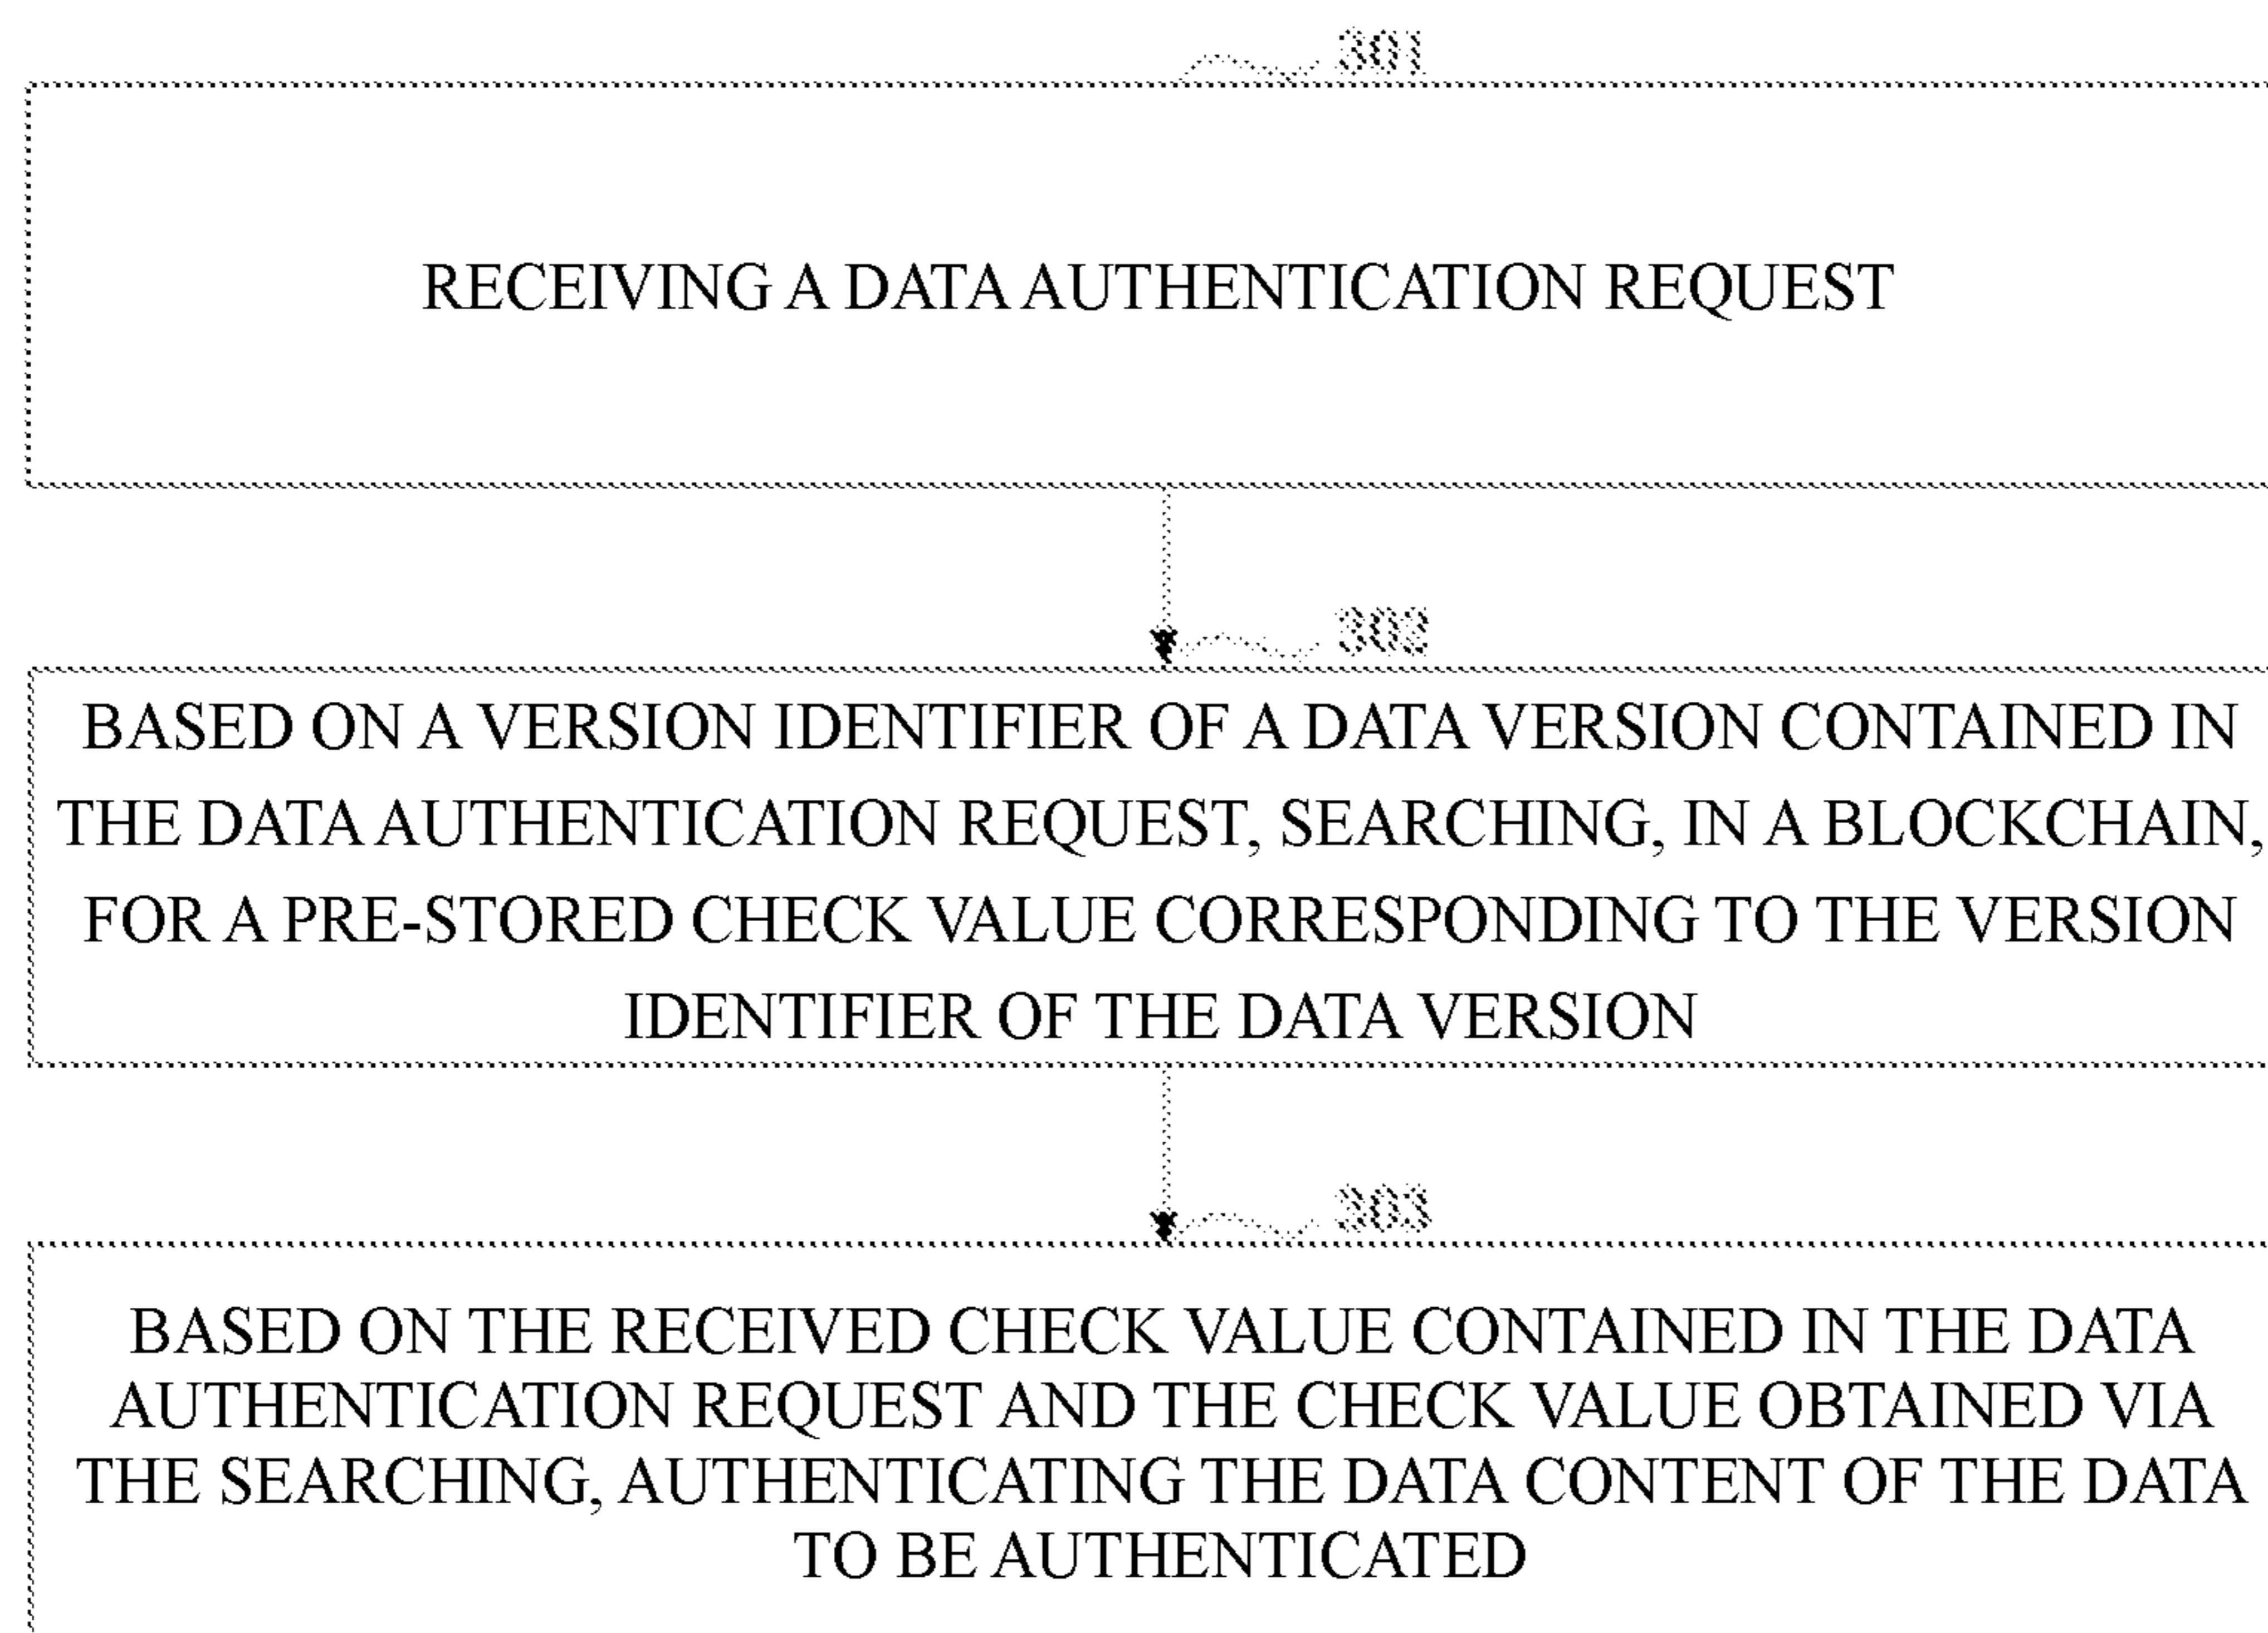 301
RECEIVING A DATA AUTHENTICATION REQUEST
302
BASED ON A VERSION IDENTIFIER OF A DATA VERSION CONTAINED IN
THE DATA AUTHENTICATION REQUEST, SEARCHING, IN A BLOCKCHAIN,
FOR A PRE-STORED CHECK VALUE CORRESPONDING TO THE VERSION
IDENTIFIER OF THE DATA VERSION
303
BASED ON THE RECEIVED CHECK VALUE CONTAINED IN THE DATA
AUTHENTICATION REQUEST AND THE CHECK VALUE OBTAINED VIA
THE SEARCHING, AUTHENTICATING THE DATA CONTENT OF THE DATA
TO BE AUTHENTICATED